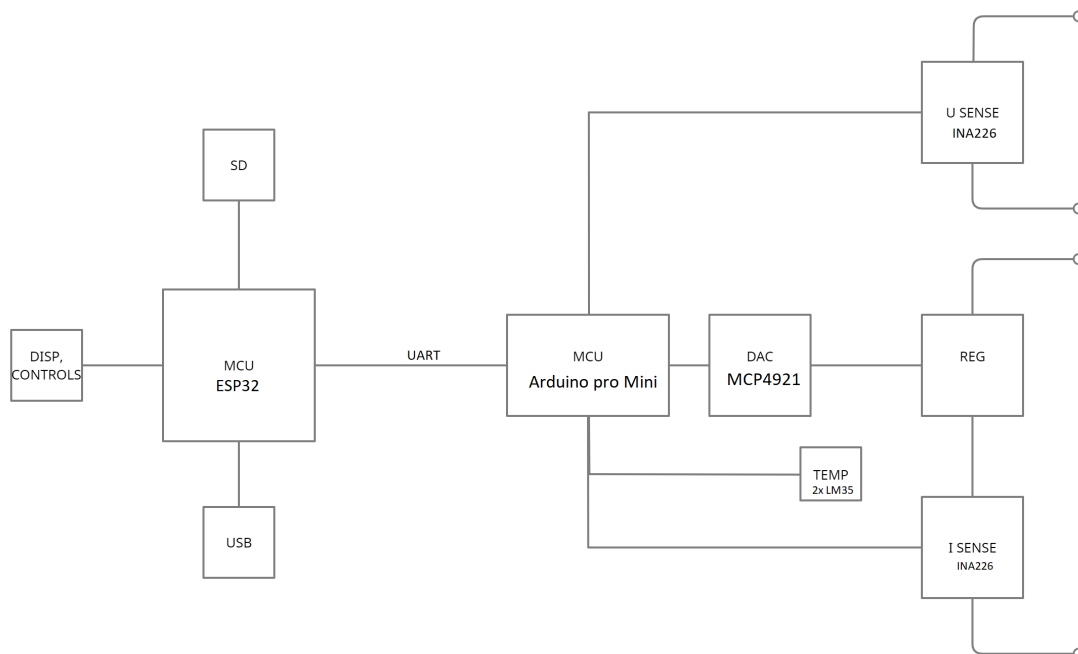 U SENSE
INA226
SD
DISP,
CONTROLS
MCU
ESP32
UART
MCU
Arduino pro Mini
DAC
MCP4921
REG
TEMP
2x LM35
USB
I SENSE
INA226